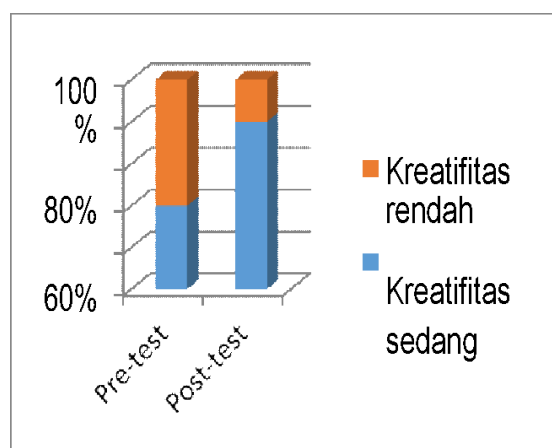 100
%
80%
60%
Pre-test
Post-test
Kreatifitas
rendah
Kreatifitas
sedang